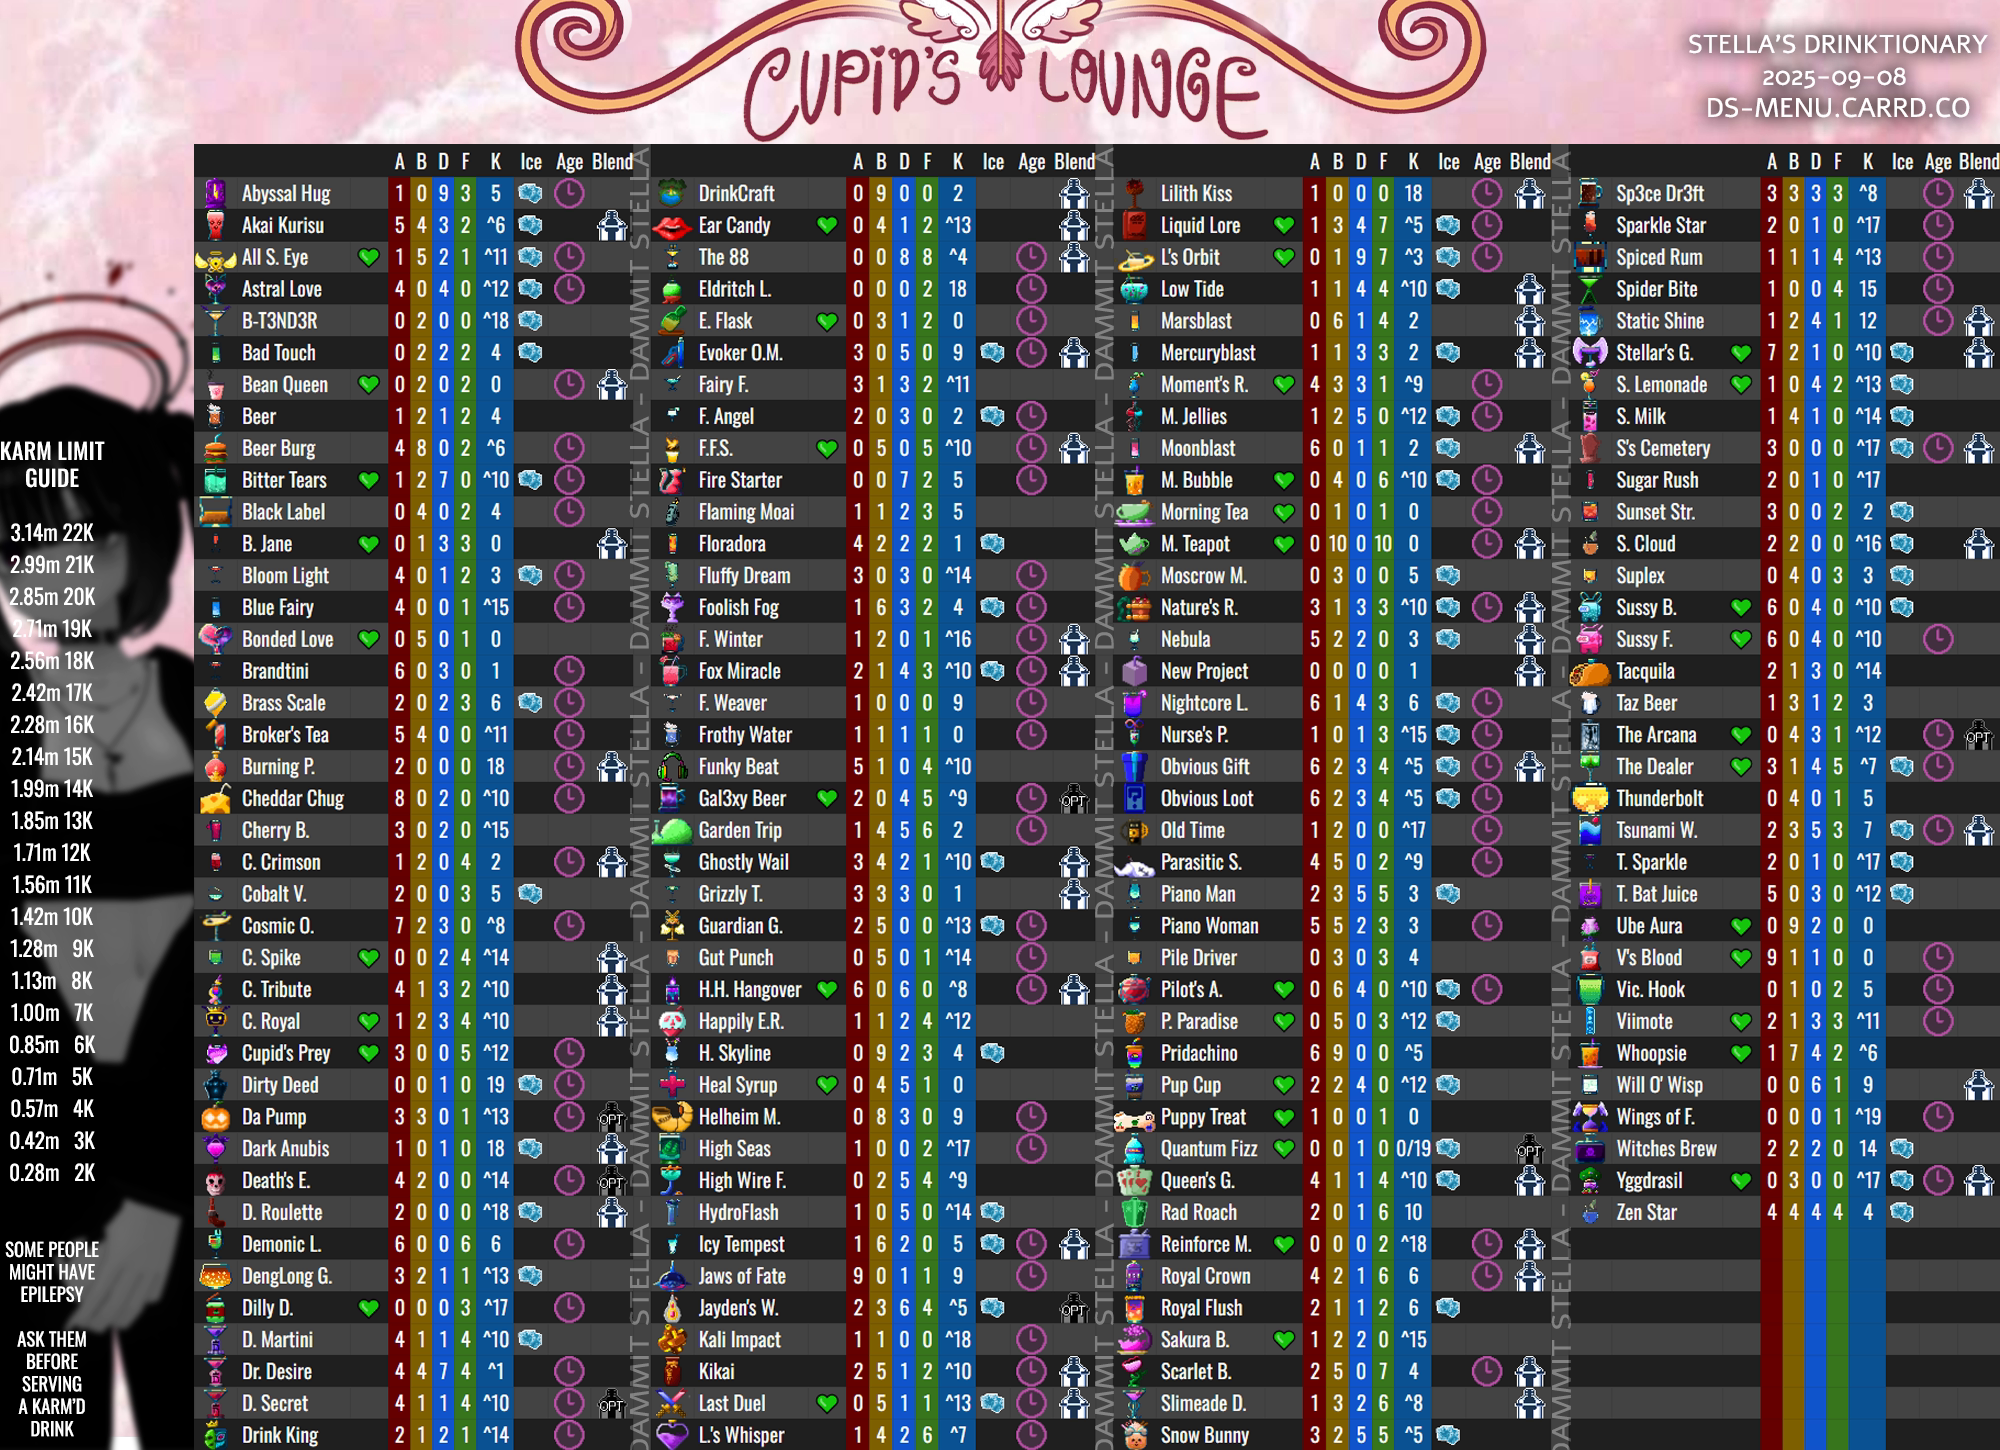 CUPID'S LOUNGE
STELLA'S DRINKTIONARY
2025-09-08
DS-MENU.CARRD.CO
KARM LIMIT
GUIDE
3.14m 22K
2.99m 21K
2.85m 20K
2.71m 19K
2.56m 18K
2.42m 17K
2.28m 16K
2.14m 15K
1.99m 14K
1.85m 13K
1.71m 12K
1.56m 11K
1.42m 10K
1.28m 9K
1.13m 8K
1.00m 7K
0.85m 6K
0.71m 5K
0.57m 4K
0.42m 3K
0.28m 2K
SOME PEOPLE
MIGHT HAVE
EPILEPSY
ASK THEM
BEFORE
SERVING
A KARM'D
DRINK
A B D F K Ice Age Blend
Abyssal Hug 1 0 9 3 5
Akai Kurisu 5 4 3 2 ^6
All S. Eye 1 5 2 1 ^11
Astral Love 4 0 4 0 ^12
B-T3ND3R 0 2 0 0 ^18
Bad Touch 0 2 2 2 4
Bean Queen 0 2 0 2 0
Beer 1 2 1 2 4
Beer Burg 4 8 0 2 ^6
Bitter Tears 1 2 7 0 ^10
Black Label 0 4 0 2 4
B. Jane 0 1 3 3 0
Bloom Light 4 0 1 2 3
Blue Fairy 4 0 0 1 ^15
Bonded Love 0 5 0 1 0
Brandtini 6 0 3 0 1
Brass Scale 2 0 2 3 6
Broker's Tea 5 4 0 0 ^11
Burning P. 2 0 0 0 18
Cheddar Chug 8 0 2 0 ^10
Cherry B. 3 0 2 0 ^15
C. Crimson 1 2 0 4 2
Cobalt V. 2 0 0 3 5
Cosmic O. 7 2 3 0 ^8
C. Spike 0 0 2 4 ^14
C. Tribute 4 1 3 2 ^10
C. Royal 1 2 3 4 ^10
Cupid's Prey 3 0 0 5 ^12
Dirty Deed 0 0 1 0 19
Da Pump 3 3 0 1 ^13 OPT
Dark Anubis 1 0 1 0 18
Death's E. 4 2 0 0 ^14 OPT
D. Roulette 2 0 0 0 ^18
Demonic L. 6 0 0 6 6
DengLong G. 3 2 1 1 ^13
Dilly D. 0 0 0 3 ^17
D. Martini 4 1 1 4 ^10
Dr. Desire 4 4 7 4 ^1
D. Secret 4 1 1 4 ^10 OPT
Drink King 2 1 2 1 ^14
DAMMIT STELLA - DAMMIT STELLA - DAMMIT STELLA - DAMMIT STELLA
A B D F K Ice Age Blend
DrinkCraft 0 9 0 0 2
Ear Candy 0 4 1 2 ^13
The 88 0 0 8 8 ^4
Eldritch L. 0 0 0 2 18
E. Flask 0 3 1 2 0
Evoker O.M. 3 0 5 0 9
Fairy F. 3 1 3 2 ^11
F. Angel 2 0 3 0 2
F.F.S. 0 5 0 5 ^10
Fire Starter 0 0 7 2 5
Flaming Moai 1 1 2 3 5
Floradora 4 2 2 2 1
Fluffy Dream 3 0 3 0 ^14
Foolish Fog 1 6 3 2 4
F. Winter 1 2 0 1 ^16
Fox Miracle 2 1 4 3 ^10
F. Weaver 1 0 0 0 9
Frothy Water 1 1 1 1 0
Funky Beat 5 1 0 4 ^10
Gal3xy Beer 2 0 4 5 ^9 OPT
Garden Trip 1 4 5 6 2
Ghostly Wail 3 4 2 1 ^10
Grizzly T. 3 3 3 0 1
Guardian G. 2 5 0 0 ^13
Gut Punch 0 5 0 1 ^14
H.H. Hangover 6 0 6 0 ^8
Happily E.R. 1 1 2 4 ^12
H. Skyline 0 9 2 3 4
Heal Syrup 0 4 5 1 0
Helheim M. 0 8 3 0 9
High Seas 1 0 0 2 ^17
High Wire F. 0 2 5 4 ^9
HydroFlash 1 0 5 0 ^14
Icy Tempest 1 6 2 0 5
Jaws of Fate 9 0 1 1 9
Jayden's W. 2 3 6 4 ^5 OPT
Kali Impact 1 1 0 0 ^18
Kikai 2 5 1 2 ^10
Last Duel 0 5 1 1 ^13
L.'s Whisper 1 4 2 6 ^7
DAMMIT STELLA - DAMMIT STELLA - DAMMIT STELLA - DAMMIT STELLA
A B D F K Ice Age Blend
Lilith Kiss 1 0 0 0 18
Liquid Lore 1 3 4 7 ^5
L's Orbit 0 1 9 7 ^3
Low Tide 1 1 4 4 ^10
Marsblast 0 6 1 4 2
Mercuryblast 1 1 3 3 2
Moment's R. 4 3 3 1 ^9
M. Jellies 1 2 5 0 ^12
Moonblast 6 0 1 1 2
M. Bubble 0 4 0 6 ^10
Morning Tea 0 1 0 1 0
M. Teapot 0 10 0 10 0
Moscrow M. 0 3 0 0 5
Nature's R. 3 1 3 3 ^10
Nebula 5 2 2 0 3
New Project 0 0 0 0 1
Nightcore L. 6 1 4 3 6
Nurse's P. 1 0 1 3 ^15
Obvious Gift 6 2 3 4 ^5
Obvious Loot 6 2 3 4 ^5
Old Time 1 2 0 0 ^17
Parasitic S. 4 5 0 2 ^9
Piano Man 2 3 5 5 3
Piano Woman 5 5 2 3 3
Pile Driver 0 3 0 3 4
Pilot's A. 0 6 4 0 ^10
P. Paradise 0 5 0 3 ^12
Pridachino 6 9 0 0 ^5
Pup Cup 2 2 4 0 ^12
Puppy Treat 1 0 0 1 0
Quantum Fizz 0 0 1 0 0/19 OPT
Queen's G. 4 1 1 4 ^10
Rad Roach 2 0 1 6 10
Reinforce M. 0 0 0 2 ^18
Royal Crown 4 2 1 6 6
Royal Flush 2 1 1 2 6
Sakura B. 1 2 2 0 ^15
Scarlet B. 2 5 0 7 4
Slimeade D. 1 3 2 6 ^8
Snow Bunny 3 2 5 5 ^5
DAMMIT STELLA - DAMMIT STELLA - DAMMIT STELLA - DAMMIT STELLA
A B D F K Ice Age Blend
Sp3ce Dr3ft 3 3 3 3 ^8
Sparkle Star 2 0 1 0 ^17
Spiced Rum 1 1 1 4 ^13
Spider Bite 1 0 0 4 15
Static Shine 1 2 4 1 12
Stellar's G. 7 2 1 0 ^10
S. Lemonade 1 0 4 2 ^13
S. Milk 1 4 1 0 ^14
S's Cemetery 3 0 0 0 ^17
Sugar Rush 2 0 1 0 ^17
Sunset Str. 3 0 0 2 2
S. Cloud 2 2 0 0 ^16
Suplex 0 4 0 3 3
Sussy B. 6 0 4 0 ^10
Sussy F. 6 0 4 0 ^10
Tacquila 2 1 3 0 ^14
Taz Beer 1 3 1 2 3
The Arcana 0 4 3 1 ^12 OPT
The Dealer 3 1 4 5 ^7
Thunderbolt 0 4 0 1 5
Tsunami W. 2 3 5 3 7
T. Sparkle 2 0 1 0 ^17
T. Bat Juice 5 0 3 0 ^12
Ube Aura 0 9 2 0 0
V's Blood 9 1 1 0 0
Vic. Hook 0 1 0 2 5
Viimote 2 1 3 3 ^11
Whoopsie 1 7 4 2 ^6
Will O' Wisp 0 0 6 1 9
Wings of F. 0 0 0 1 ^19
Witches Brew 2 2 2 0 14
Yggdrasil 0 3 0 0 ^17
Zen Star 4 4 4 4 4